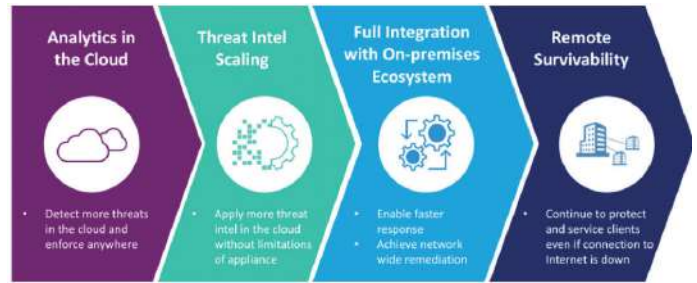 Analytics in
the Cloud
• Detect more threats
in the cloud and
enforce anywhere
Threat Intel
Scaling
• Apply more threat
intel in the cloud
without limitations
of appliance
Full Integration
with On-premises
Ecosystem
• Enable faster
response
• Achieve network
wide remediation
Remote
Survivability
• Continue to protect
and service clients
even if connection to
Internet is down